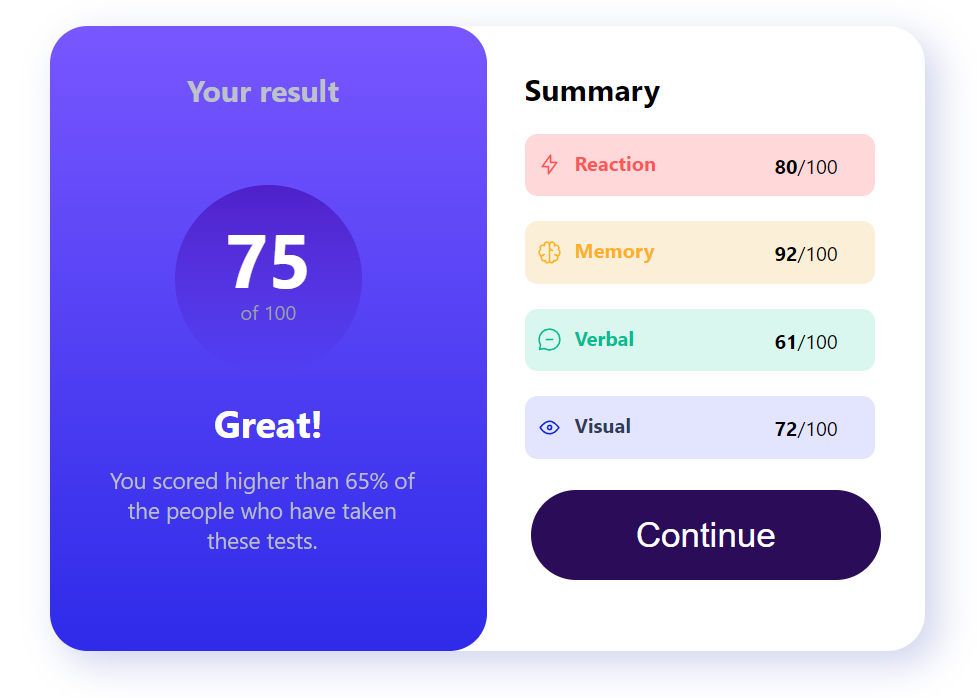 Your result
75
of 100
Great!
You scored higher than 65% of
the people who have taken
these tests.
Summary
Reaction 80/100
Memory 92/100
Verbal 61/100
Visual 72/100
Continue